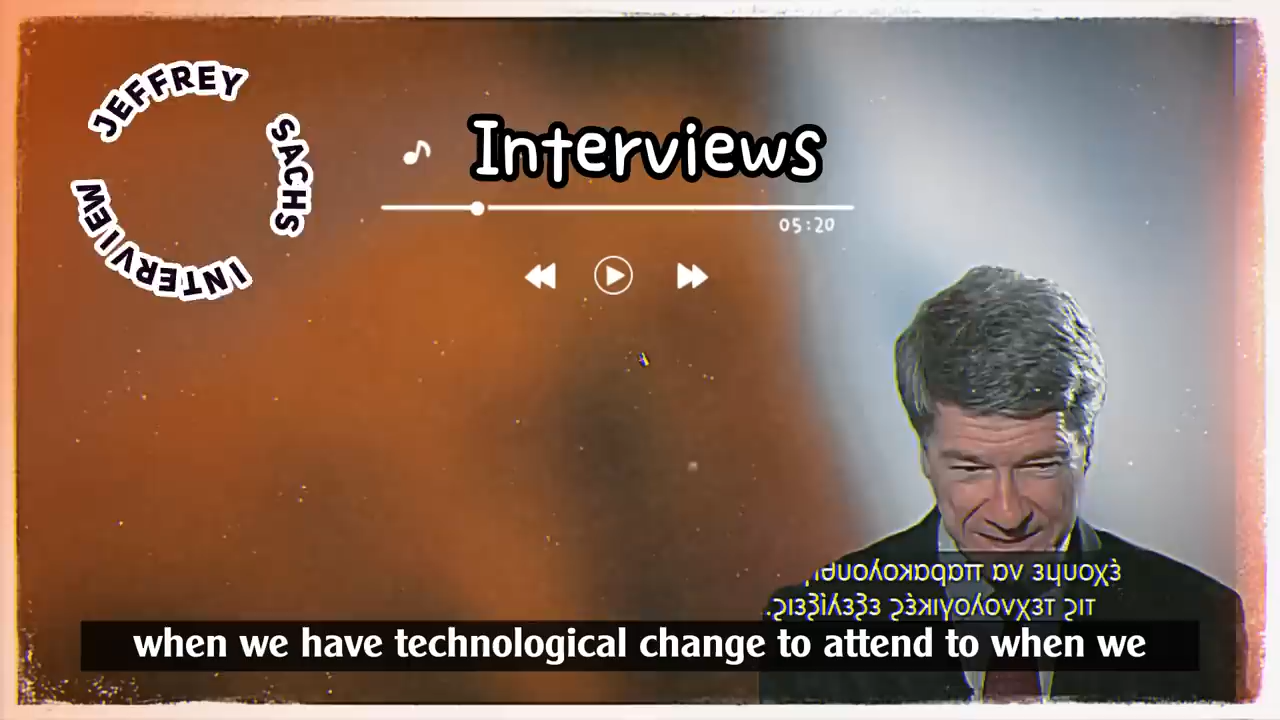 JEFFREY SACHS INTERVIEW
Interviews
05:20
έχουμε να
τις τεχνολογικές εξελίξεις.
when we have technological change to attend to when we